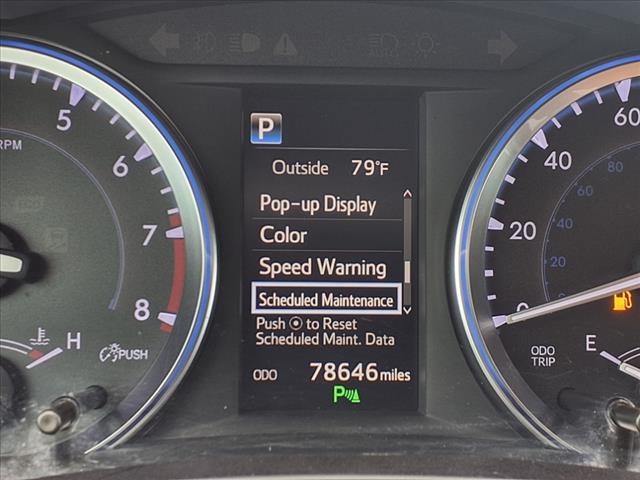 P
Outside 79°F
Pop-up Display
Color
Speed Warning
Scheduled Maintenance
Push to Reset
Scheduled Maint. Data
ODO 78646 miles
P
RPM
5
6
7
8
H
PUSH
60
40
20
0
80
60
40
20
0
ODO
TRIP
E